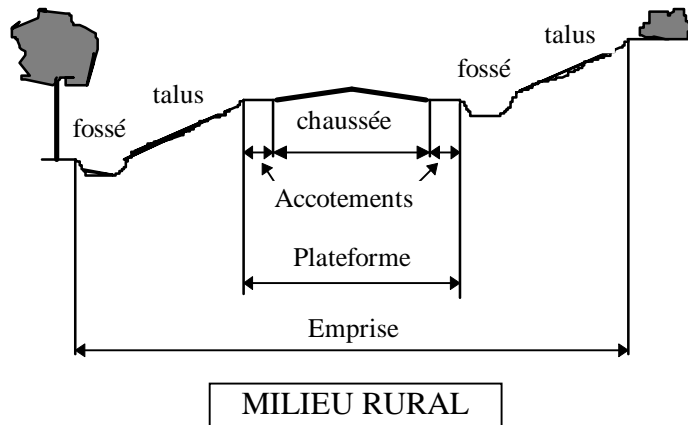 talus
fossé
talus
fossé
chaussée
Accotements
Plateforme
Emprise
MILIEU RURAL